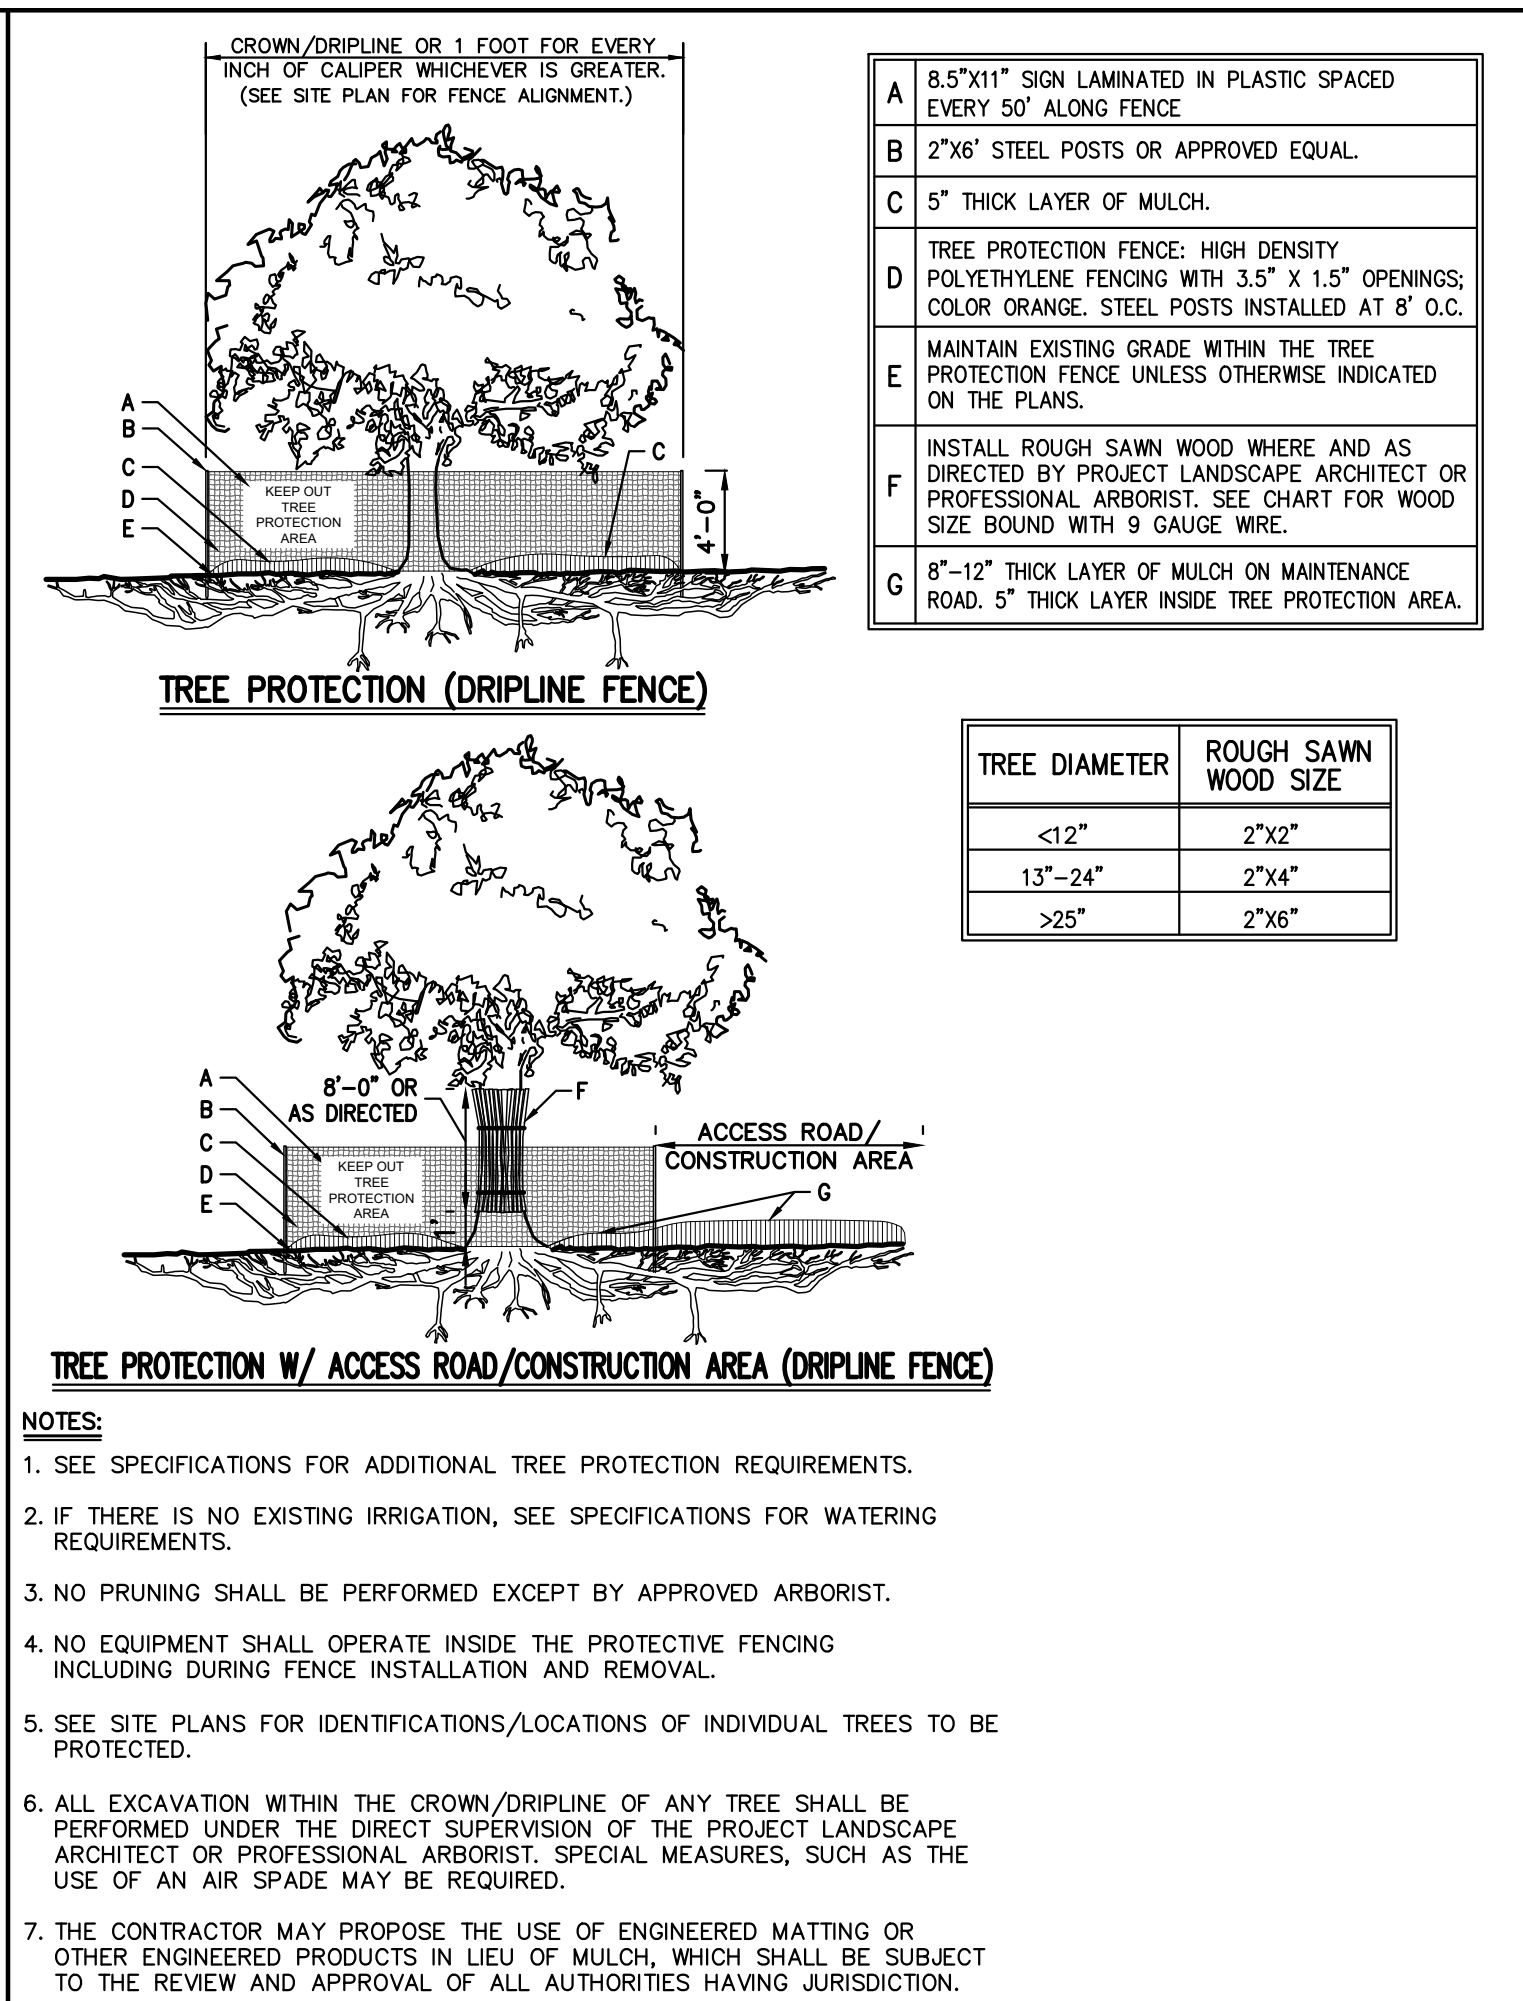 CROWN/DRIPLINE OR 1 FOOT FOR EVERY
INCH OF CALIPER WHICHEVER IS GREATER.
(SEE SITE PLAN FOR FENCE ALIGNMENT.)
A
B
C
D
E
C
KEEP OUT
TREE
PROTECTION
AREA
4'-0"
TREE PROTECTION (DRIPLINE FENCE)
A
8.5"X11" SIGN LAMINATED IN PLASTIC SPACED
EVERY 50' ALONG FENCE
B
2"X6' STEEL POSTS OR APPROVED EQUAL.
C
5" THICK LAYER OF MULCH.
D
TREE PROTECTION FENCE: HIGH DENSITY
POLYETHYLENE FENCING WITH 3.5" X 1.5" OPENINGS;
COLOR ORANGE. STEEL POSTS INSTALLED AT 8' O.C.
E
MAINTAIN EXISTING GRADE WITHIN THE TREE
PROTECTION FENCE UNLESS OTHERWISE INDICATED
ON THE PLANS.
F
INSTALL ROUGH SAWN WOOD WHERE AND AS
DIRECTED BY PROJECT LANDSCAPE ARCHITECT OR
PROFESSIONAL ARBORIST. SEE CHART FOR WOOD
SIZE BOUND WITH 9 GAUGE WIRE.
G
8"-12" THICK LAYER OF MULCH ON MAINTENANCE
ROAD. 5" THICK LAYER INSIDE TREE PROTECTION AREA.
TREE DIAMETER
ROUGH SAWN
WOOD SIZE
<12" 2"X2"
13"-24" 2"X4"
>25" 2"X6"
A
B
C
D
E
8'-0" OR
AS DIRECTED
F
ACCESS ROAD/
CONSTRUCTION AREA
G
KEEP OUT
TREE
PROTECTION
AREA
1'
TREE PROTECTION W/ ACCESS ROAD/CONSTRUCTION AREA (DRIPLINE FENCE)
NOTES:
1. SEE SPECIFICATIONS FOR ADDITIONAL TREE PROTECTION REQUIREMENTS.
2. IF THERE IS NO EXISTING IRRIGATION, SEE SPECIFICATIONS FOR WATERING
REQUIREMENTS.
3. NO PRUNING SHALL BE PERFORMED EXCEPT BY APPROVED ARBORIST.
4. NO EQUIPMENT SHALL OPERATE INSIDE THE PROTECTIVE FENCING
INCLUDING DURING FENCE INSTALLATION AND REMOVAL.
5. SEE SITE PLANS FOR IDENTIFICATIONS/LOCATIONS OF INDIVIDUAL TREES TO BE
PROTECTED.
6. ALL EXCAVATION WITHIN THE CROWN/DRIPLINE OF ANY TREE SHALL BE
PERFORMED UNDER THE DIRECT SUPERVISION OF THE PROJECT LANDSCAPE
ARCHITECT OR PROFESSIONAL ARBORIST. SPECIAL MEASURES, SUCH AS THE
USE OF AN AIR SPADE MAY BE REQUIRED.
7. THE CONTRACTOR MAY PROPOSE THE USE OF ENGINEERED MATTING OR
OTHER ENGINEERED PRODUCTS IN LIEU OF MULCH, WHICH SHALL BE SUBJECT
TO THE REVIEW AND APPROVAL OF ALL AUTHORITIES HAVING JURISDICTION.